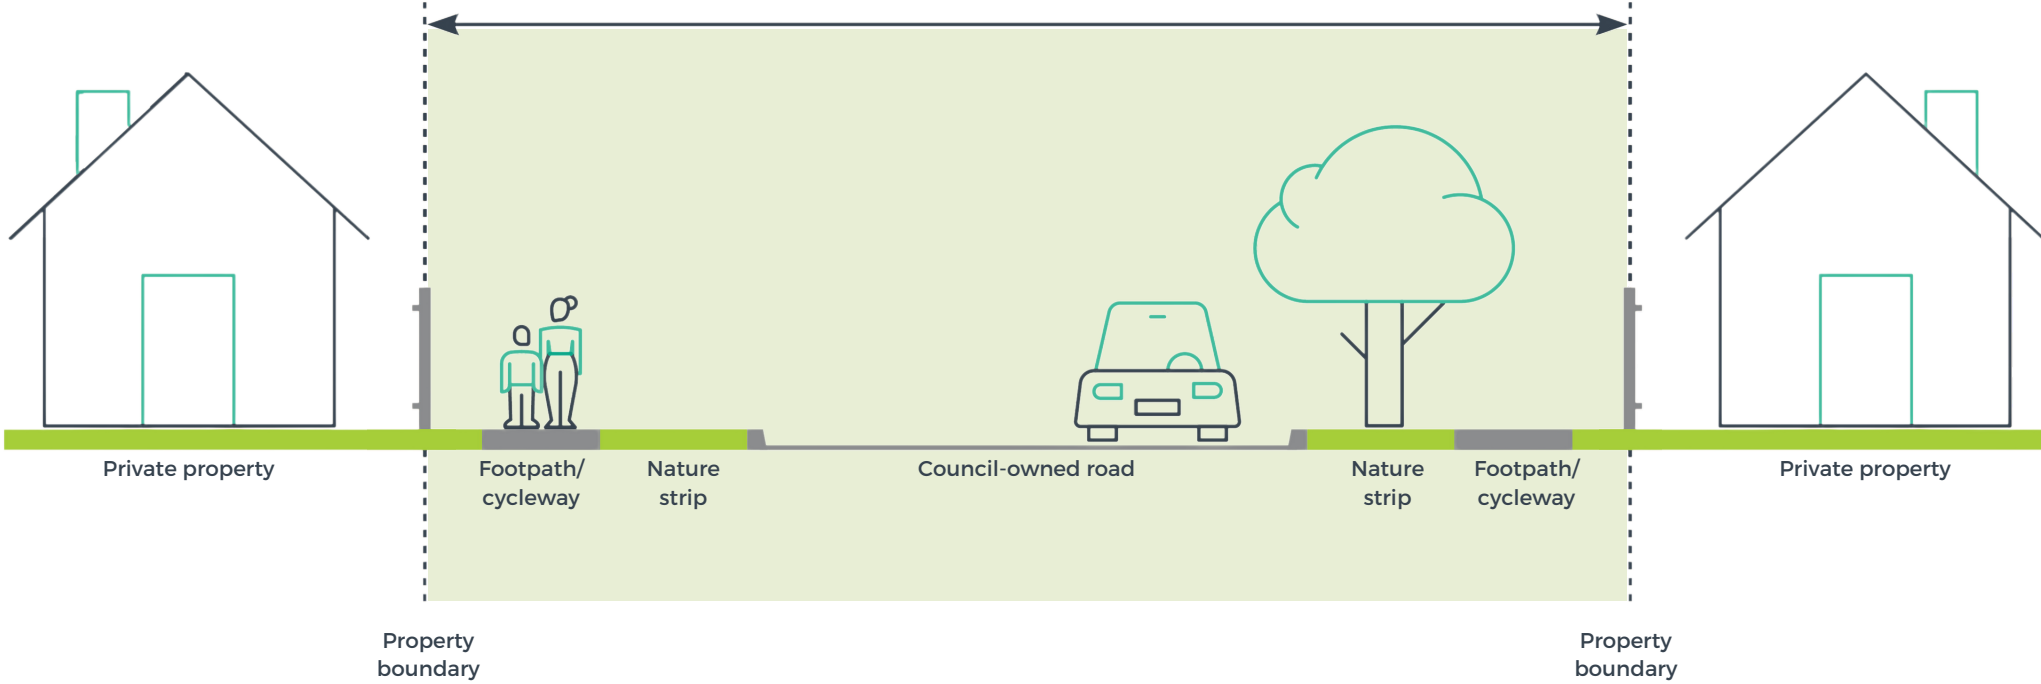 Private property
Footpath/
cycleway
Nature
strip
Council-owned road
Nature
strip
Footpath/
cycleway
Private property
Property
boundary
Property
boundary